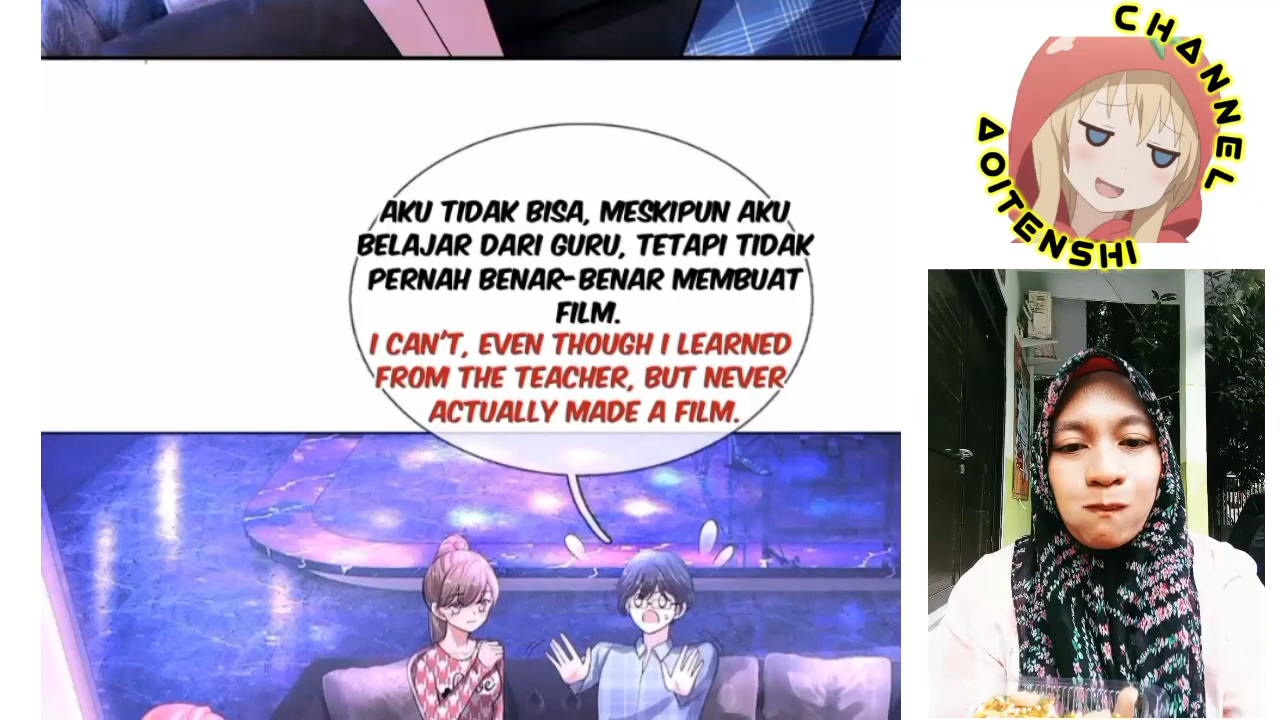 AKU TIDAK BISA, MESKIPUN AKU
BELAJAR DARI GURU, TETAPI TIDAK
PERNAH BENAR-BENAR MEMBUAT
FILM.
I CAN'T, EVEN THOUGH I LEARNED
FROM THE TEACHER, BUT NEVER
ACTUALLY MADE A FILM.
CHANNEL
AOITENSHI